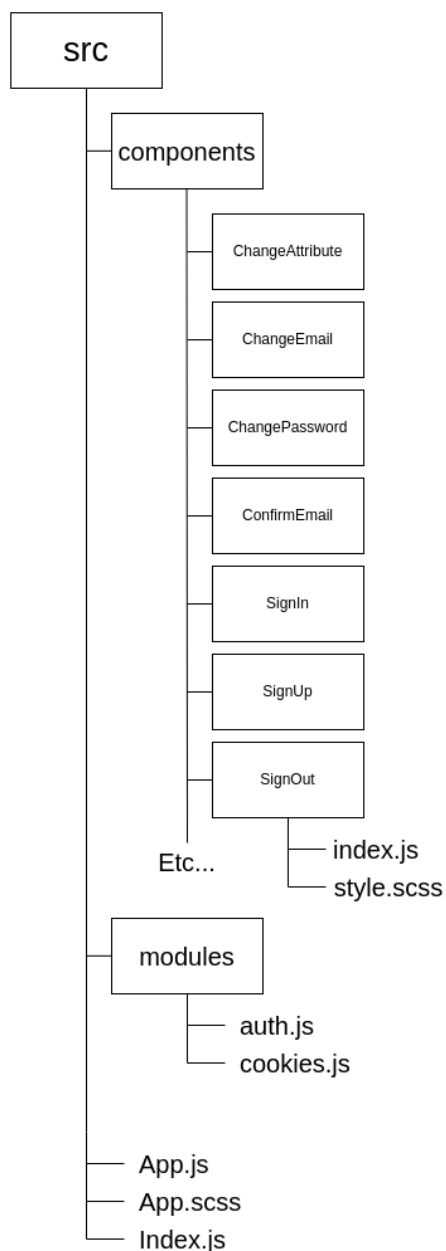 src
components
ChangeAttribute
ChangeEmail
ChangePassword
ConfirmEmail
SignIn
SignUp
SignOut
index.js
Etc...
style.scss
modules
auth.js
cookies.js
App.js
App.scss
Index.js